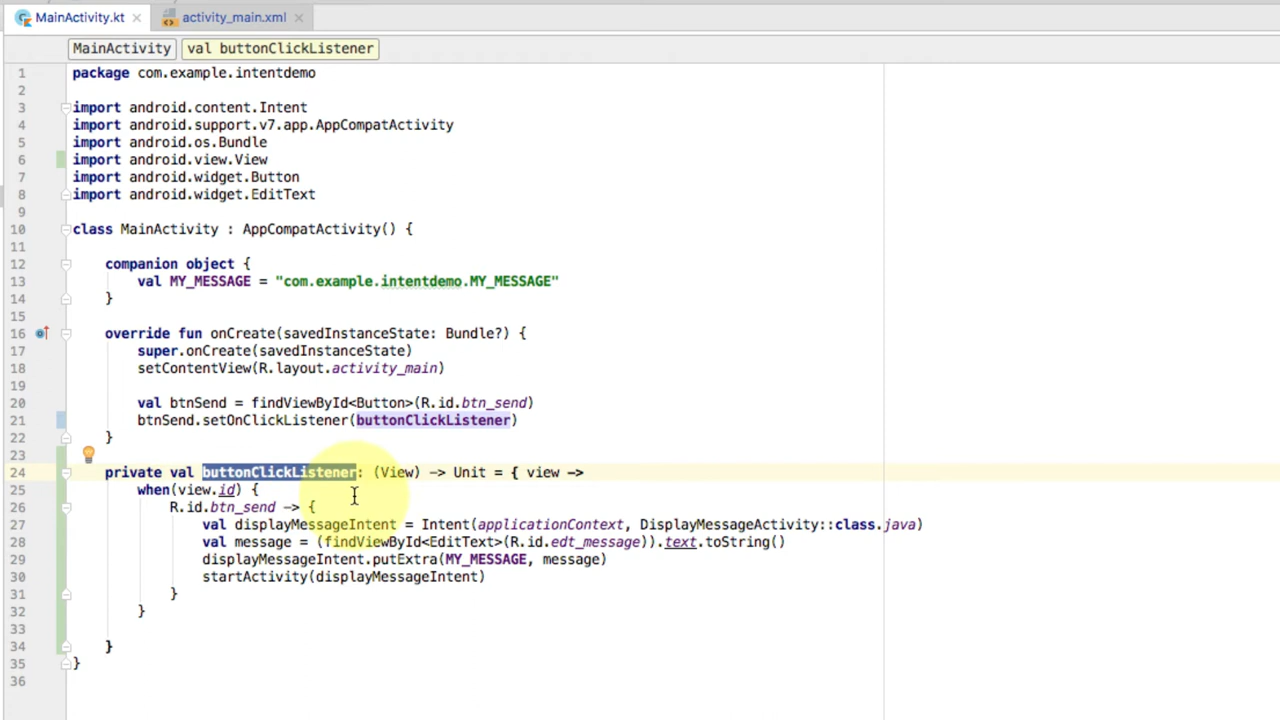 MainActivity.kt
activity_main.xml
MainActivity
val buttonClickListener
1 package com.example.intentdemo
2
3 import android.content.Intent
4 import android.support.v7.app.AppCompatActivity
5 import android.os.Bundle
6 import android.view.View
7 import android.widget.Button
8 import android.widget.EditText
9
10 class MainActivity : AppCompatActivity() {
11
12 companion object {
13 val MY_MESSAGE = "com.example.intentdemo.MY_MESSAGE"
14 }
15
16 override fun onCreate(savedInstanceState: Bundle?) {
17 super.onCreate(savedInstanceState)
18 setContentView(R.layout.activity_main)
19
20 val btnSend = findViewById<Button>(R.id.btn_send)
21 btnSend.setOnClickListener(buttonClickListener)
22 }
23
24 private val buttonClickListener: (View) -> Unit = { view ->
25 when(view.id) {
26 R.id.btn_send -> {
27 val displayMessageIntent = Intent(applicationContext, DisplayMessageActivity::class.java)
28 val message = (findViewById<EditText>(R.id.edt_message)).text.toString()
29 displayMessageIntent.putExtra(MY_MESSAGE, message)
30 startActivity(displayMessageIntent)
31 }
32 }
33
34 }
35 }
36